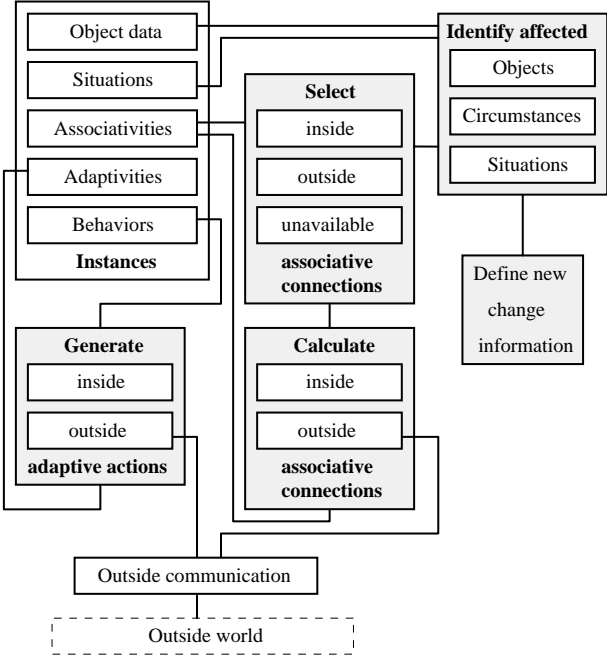 Object data
Situations
Associativities
Adaptivities
Behaviors
Instances
Identify affected
Objects
Circumstances
Situations
Select
inside
outside
unavailable
associative
connections
Define new
change
information
Generate
inside
outside
adaptive actions
Calculate
inside
outside
associative
connections
Outside communication
Outside world